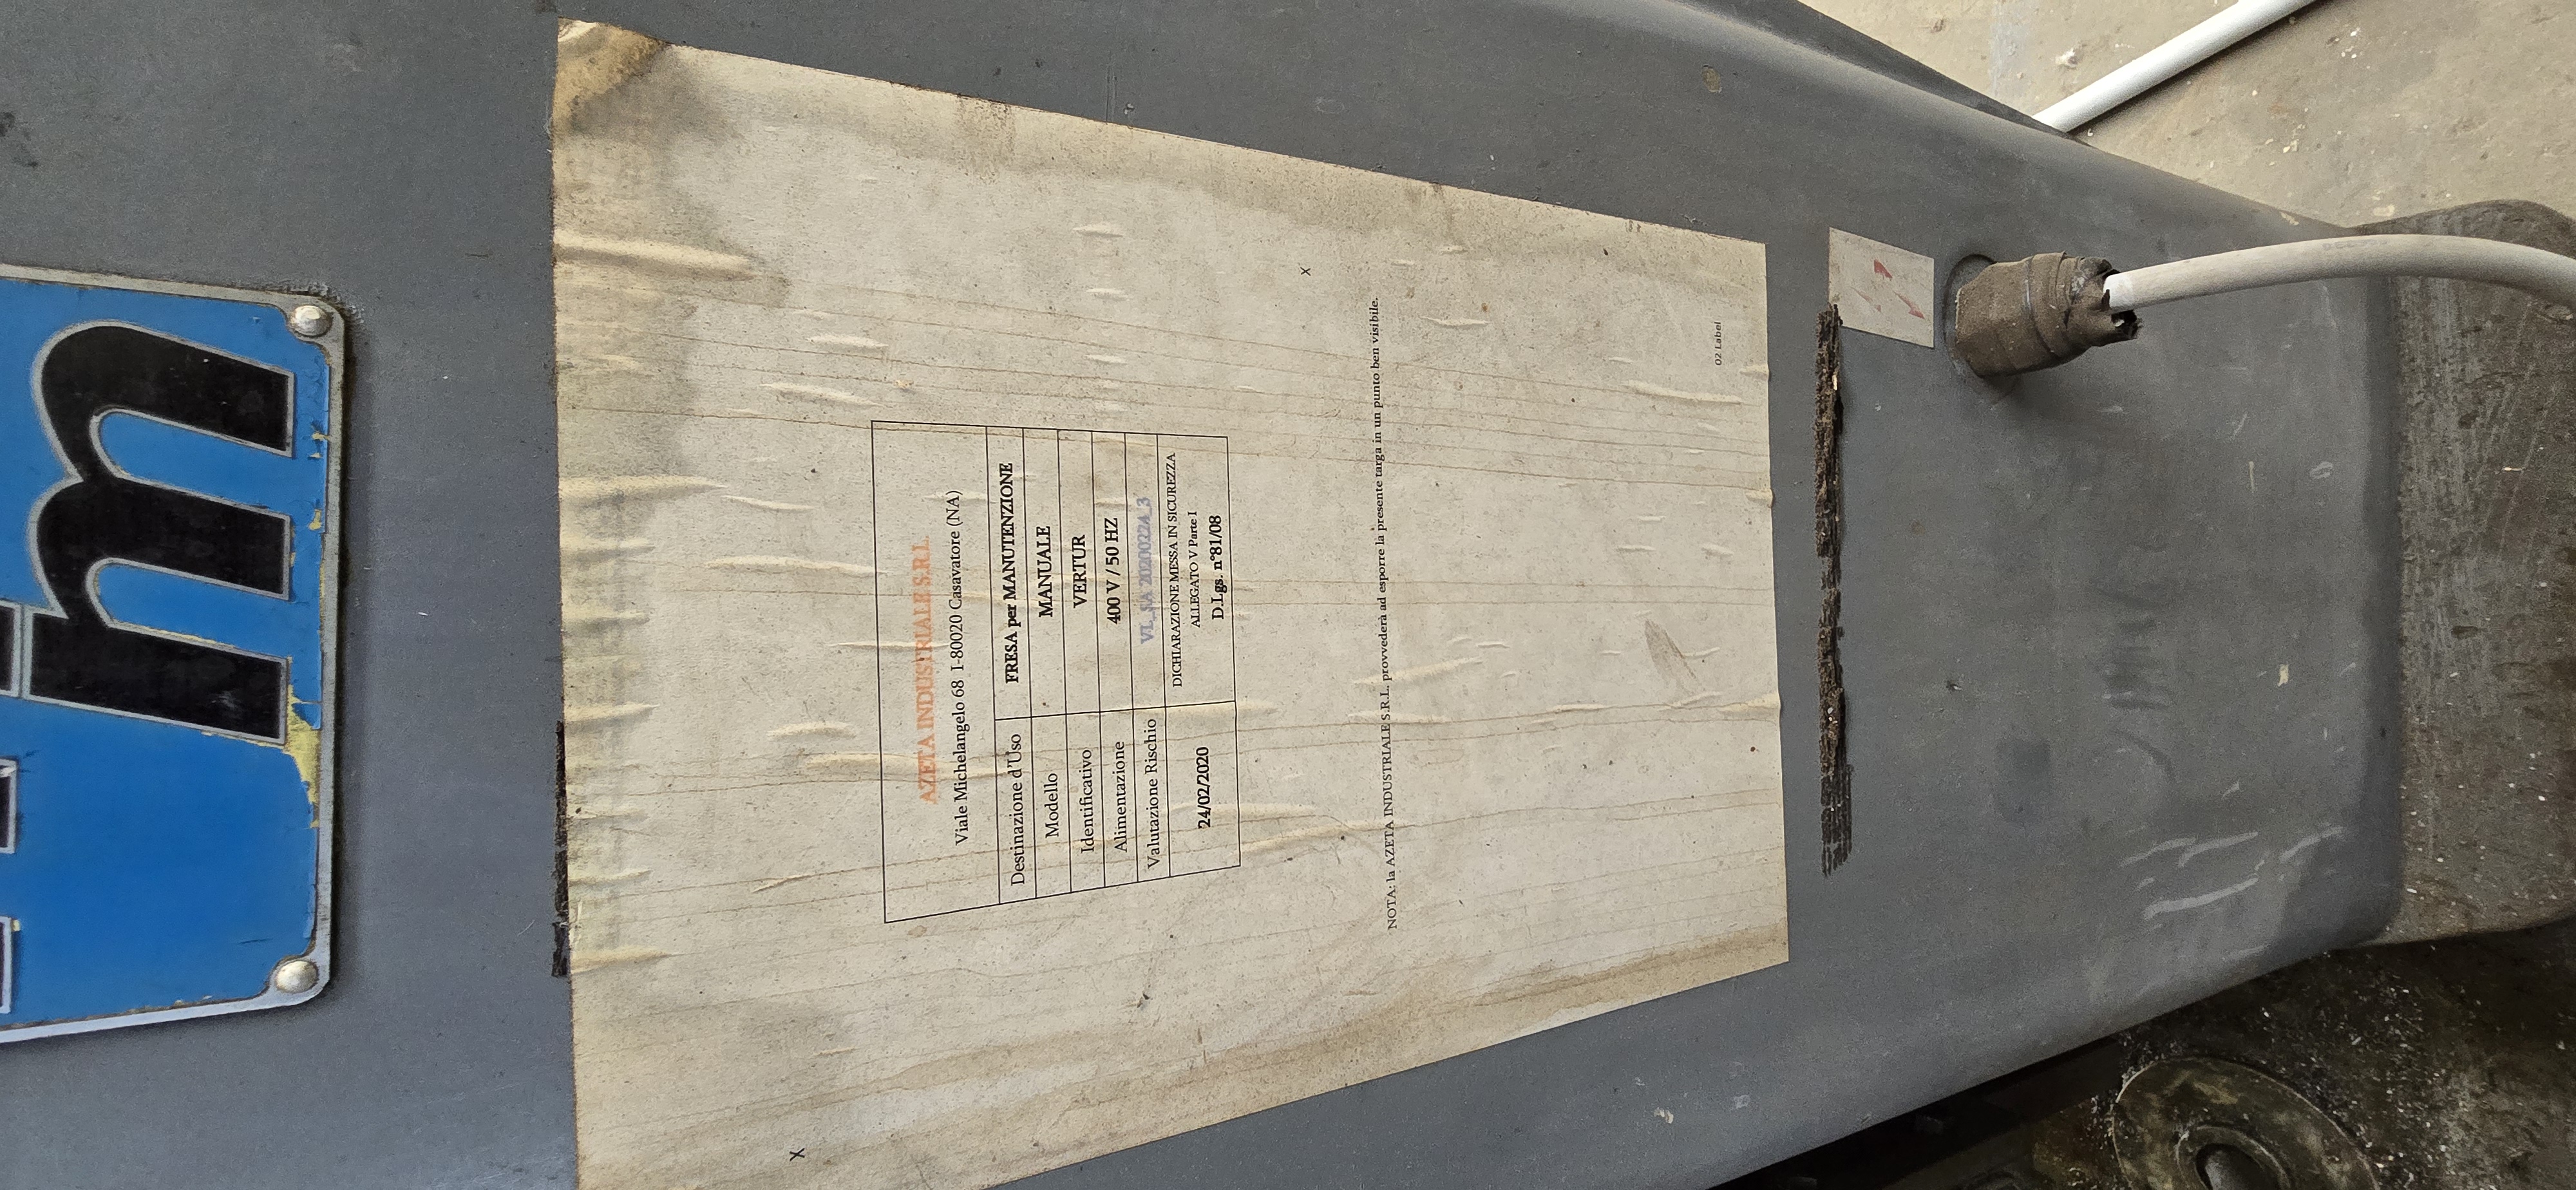 AZETA INDUSTRIALE S.R.L.
Viale Michelangelo 68 I-80020 Casavatore (NA)
Destinazione d'Uso FRESA per MANUTENZIONE
Modello MANUALE
Identificativo VERTUR
Alimentazione 400 V / 50 HZ
Valutazione Rischio VL_SA 20200224_3
24/02/2020 DICHIARAZIONE MESSA IN SICUREZZA
ALLEGATO V Parte I
D.Lgs. n°81/08
x
NOTA: la AZETA INDUSTRIALE S.R.L. provvederà ad esporre la presente targa in un punto ben visibile.
02 Label
x
m